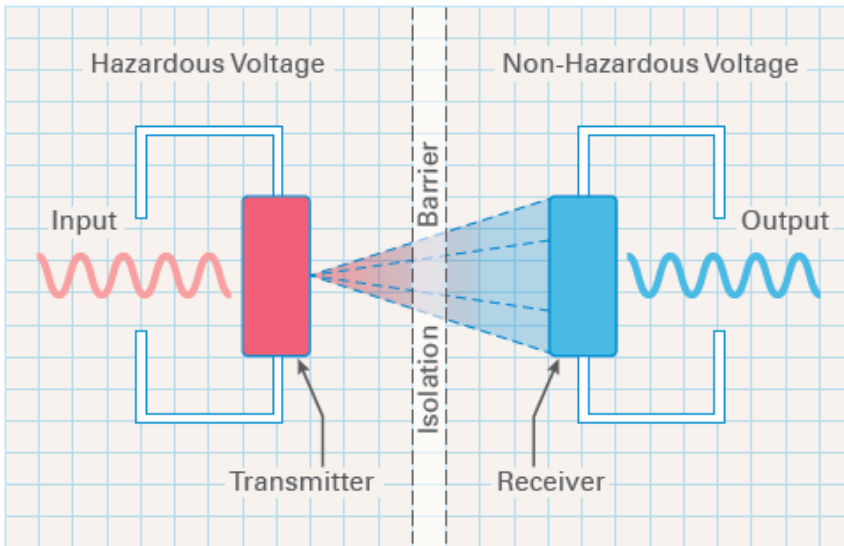 Hazardous Voltage
Non-Hazardous Voltage
Input
Isolation Barrier
Output
Transmitter
Receiver